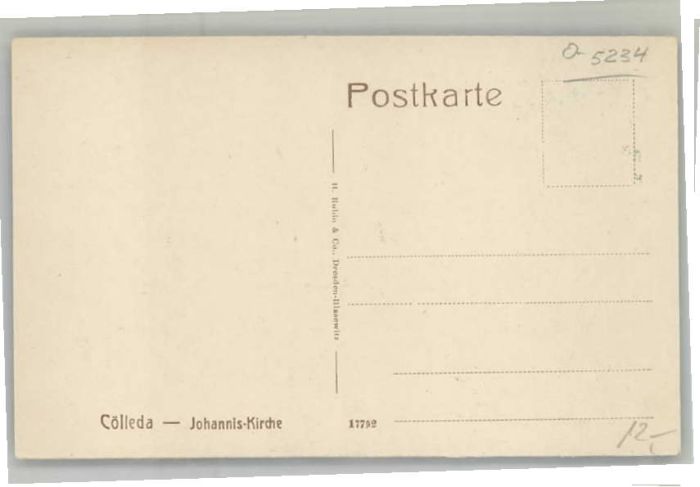 O-5234
Postkarte
H. Rubin & Co., Dresden-Blasewitz
Cölleda — Johannis-Kirche
17792
12,-